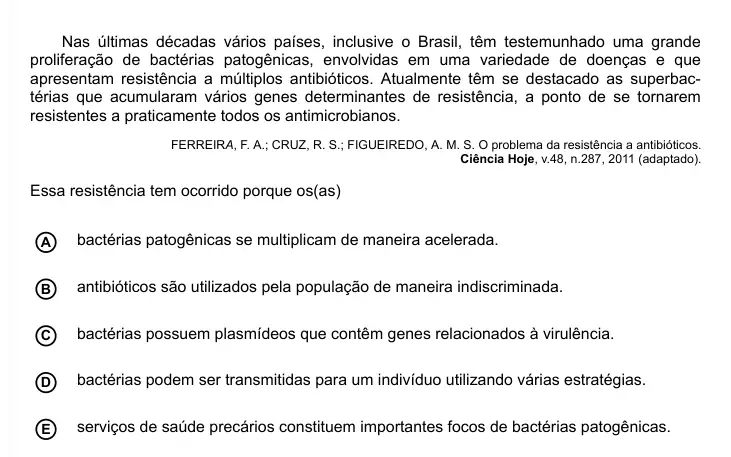 Nas últimas décadas vários países, inclusive o Brasil, têm testemunhado uma grande
proliferação de bactérias patogênicas, envolvidas em uma variedade de doenças e que
apresentam resistência a múltiplos antibióticos. Atualmente têm se destacado as superbac-
térias que acumularam vários genes determinantes de resistência, a ponto de se tornarem
resistentes a praticamente todos os antimicrobianos.
FERREIRA, F. A.; CRUZ, R. S.; FIGUEIREDO, A. M. S. O problema da resistência a antibióticos.
Ciência Hoje, v.48, n.287, 2011 (adaptado).
Essa resistência tem ocorrido porque os(as)
A bactérias patogênicas se multiplicam de maneira acelerada.
B antibióticos são utilizados pela população de maneira indiscriminada.
C bactérias possuem plasmídeos que contêm genes relacionados à virulência.
D bactérias podem ser transmitidas para um indivíduo utilizando várias estratégias.
E serviços de saúde precários constituem importantes focos de bactérias patogênicas.